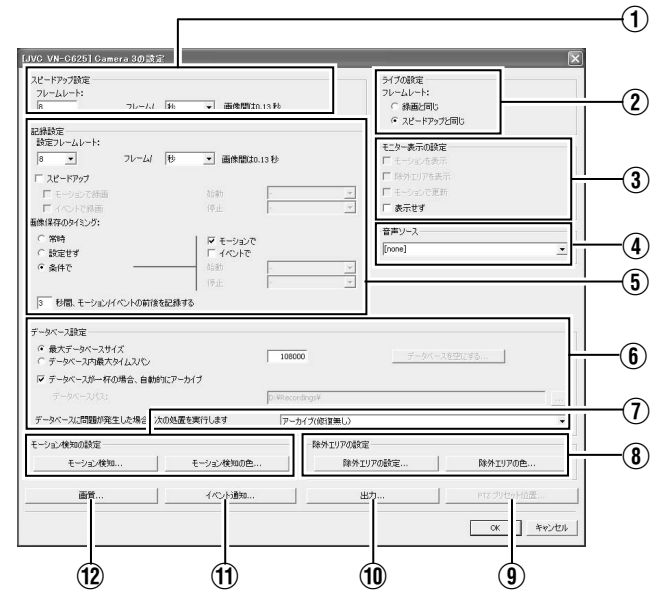 ①
[JVC VN-C625] Camera 3の設定
スピードアップ設定
フレームレート:
8 フレーム/ 秒 画像間は0.13 秒
ライブの設定
フレームレート:
録画と同じ
スピードアップと同じ
②
記録設定
設定フレームレート:
8 フレーム/ 秒 画像間は0.13 秒
スピードアップ
モーションで録画 始動 -
イベントで録画 停止 -
画像保存のタイミング:
常時
設定せず
条件で
モーションで
イベントで
始動 -
停止 -
3 秒間、モーション/イベントの前後を記録する
モニター表示の設定
モーションを表示
除外エリアを表示
モーションで更新
表示せず
③
音声ソース
[none]
④
⑤
データベース設定
最大データベースサイズ 108000 データベースを空にする...
データベース内最大タイムスパン
データベースが一杯の場合、自動的にアーカイブ
データベースパス: D:¥Recordings¥ ...
データベースに問題が発生した場合 次の処置を実行します アーカイブ(修復無し)
⑥
⑦
モーション検知の設定
モーション検知... モーション検知の色...
除外エリアの設定
除外エリアの設定... 除外エリアの色...
⑧
画質... イベント通知... 出力... PTZ プリセット位置...
OK キャンセル
⑫ ⑪ ⑩ ⑨